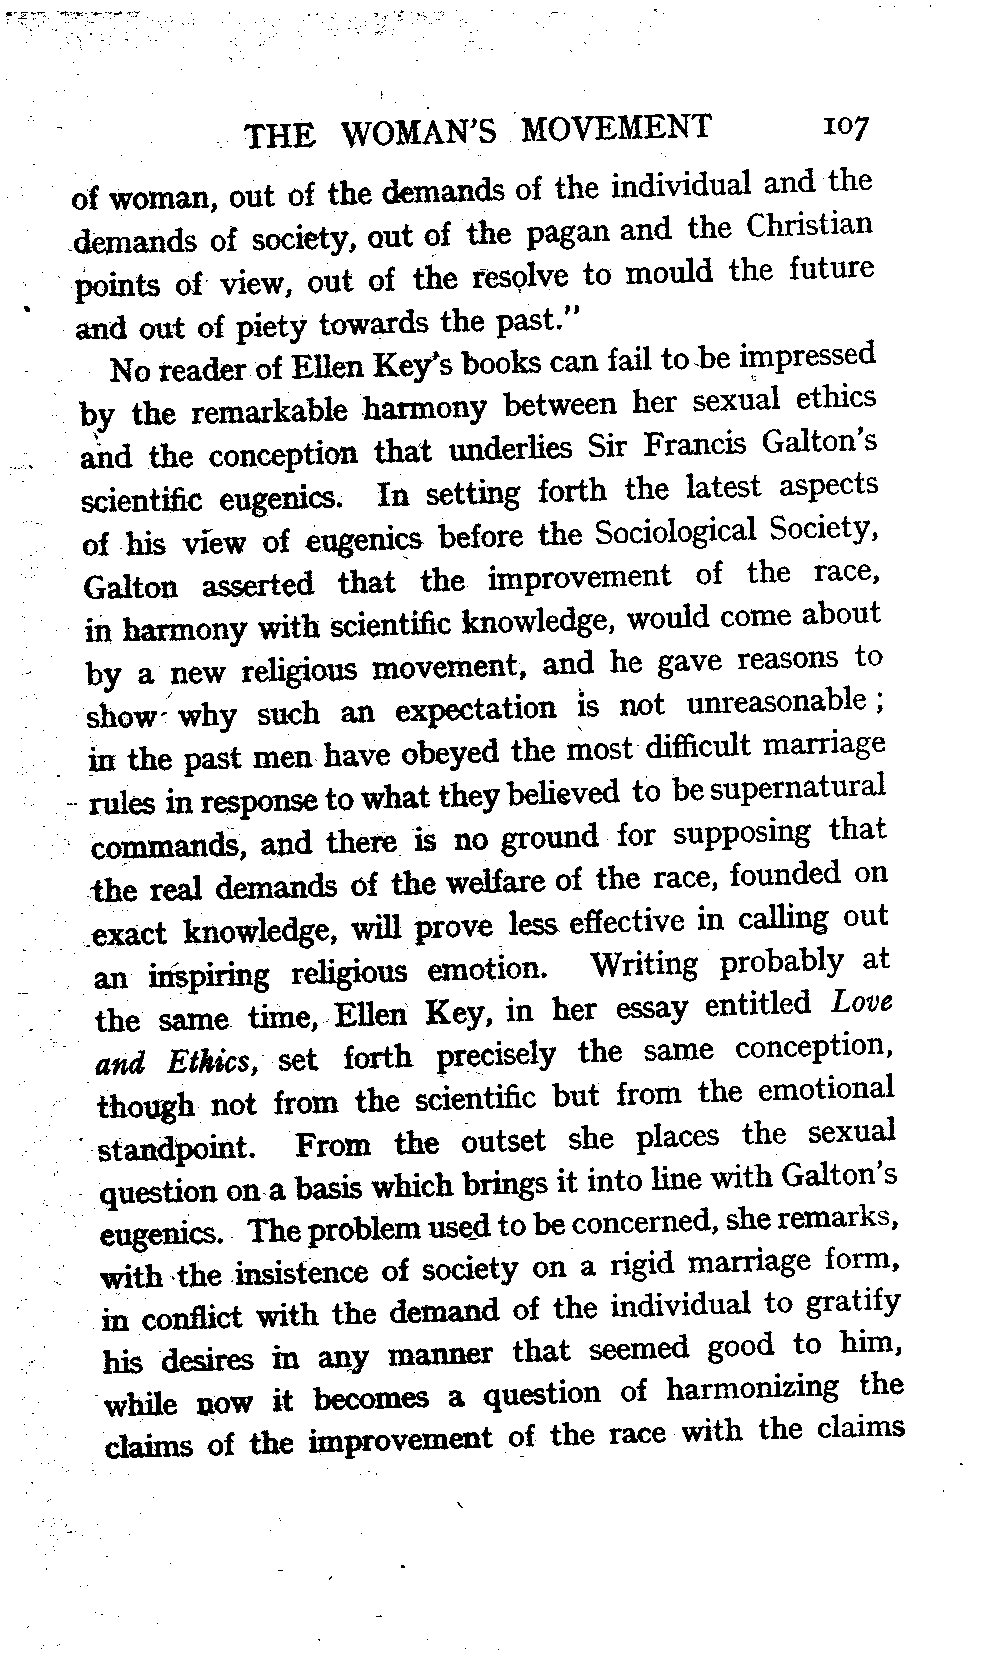 THE WOMAN'S MOVEMENT 107
of woman, out of the demands of the individual and the
demands of society, out of the pagan and the Christian
points of view, out of the resolve to mould the future
and out of piety towards the past."
No reader of Ellen Key's books can fail to be impressed
by the remarkable harmony between her sexual ethics
and the conception that underlies Sir Francis Galton's
scientific eugenics. In setting forth the latest aspects
of his view of eugenics before the Sociological Society,
Galton asserted that the improvement of the race,
in harmony with scientific knowledge, would come about
by a new religious movement, and he gave reasons to
show why such an expectation is not unreasonable ;
in the past men have obeyed the most difficult marriage
rules in response to what they believed to be supernatural
commands, and there is no ground for supposing that
the real demands of the welfare of the race, founded on
exact knowledge, will prove less effective in calling out
an inspiring religious emotion. Writing probably at
the same time, Ellen Key, in her essay entitled Love
and Ethics, set forth precisely the same conception,
though not from the scientific but from the emotional
standpoint. From the outset she places the sexual
question on a basis which brings it into line with Galton's
eugenics. The problem used to be concerned, she remarks,
with the insistence of society on a rigid marriage form,
in conflict with the demand of the individual to gratify
his desires in any manner that seemed good to him,
while now it becomes a question of harmonizing the
claims of the improvement of the race with the claims